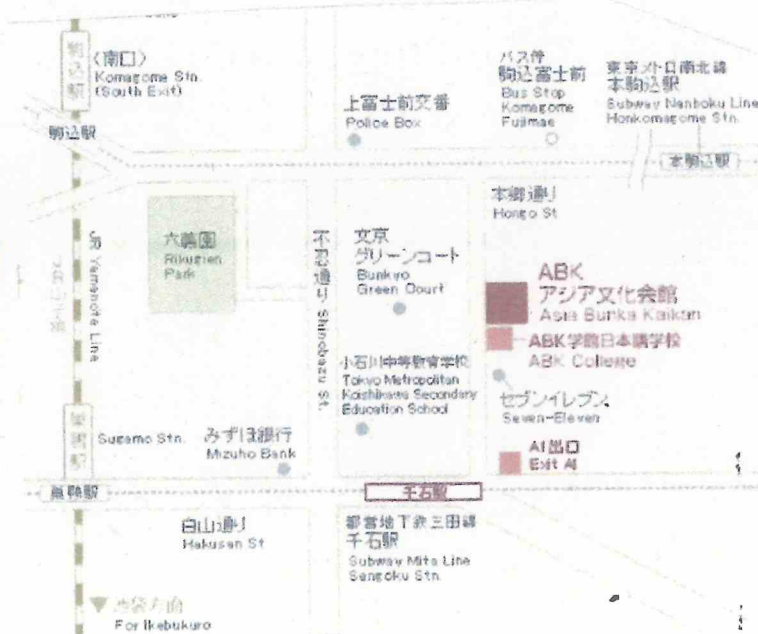 駒込駅
(南口)
Komagome Stn.
(South Exit)
駒込駅
上富士前交番
Police Box
バス停
駒込富士前
Bus Stop
Komagome
Fujimae
東京メトロ南北線
本駒込駅
Subway Nanboku Line
Honkomagome Stn.
本駒込駅
本郷通り
Hongo St
六義園
Rikugien
Park
不忍通り Shinobazu St.
文京
グリーンコート
Bunkyo
Green Court
ABK
アジア文化会館
Asia Bunka Kaikan
ABK学館日本語学校
ABK College
JR Yamanote Line
小石川中等教育学校
Tokyo Metropolitan
Koishikawa Secondary
Education School
セブンイレブン
Seven-Eleven
巣鴨駅
Sugamo Stn.
みずほ銀行
Mizuho Bank
A1出口
Exit A1
巣鴨駅
千石駅
白山通り
Hakusan St
都営地下鉄三田線
千石駅
Subway Mita Line
Sengoku Stn.
池袋方面
For Ikebukuro